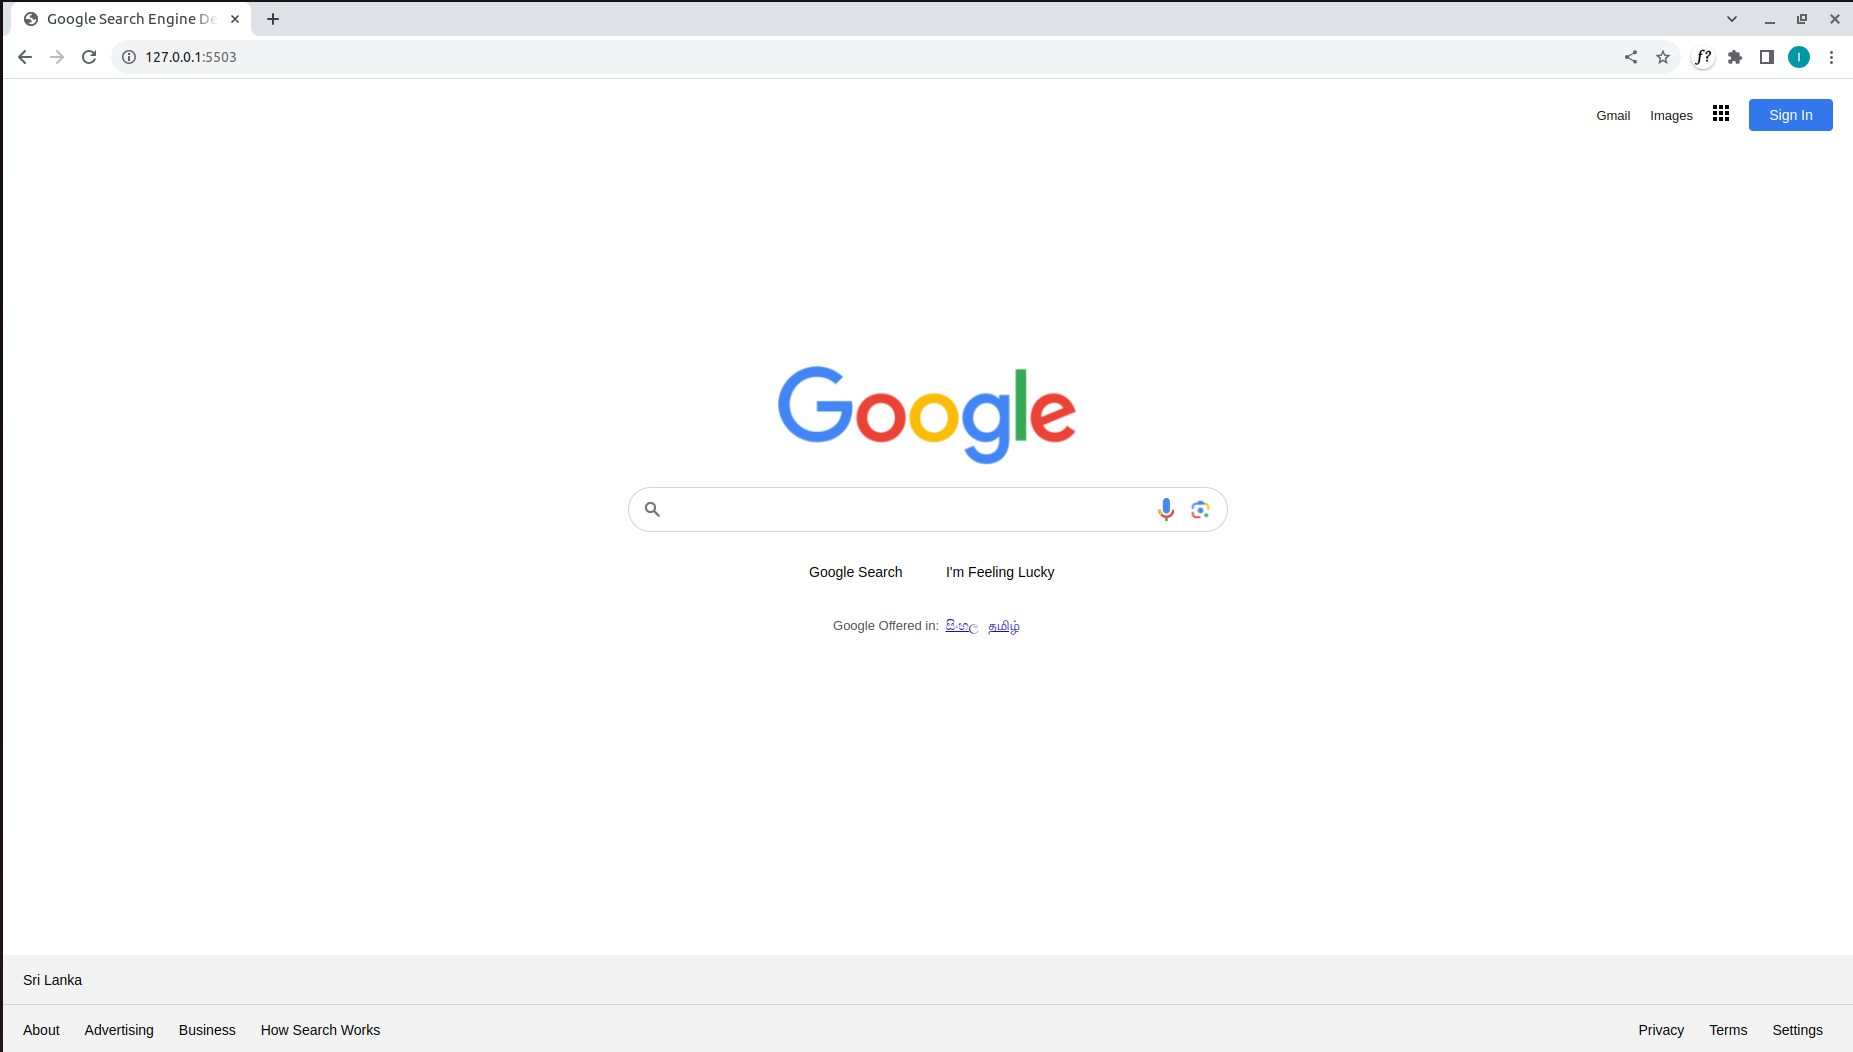 Google Search Engine De
127.0.0.1:5503
f?
I
Gmail Images Sign In
Google
Google Search I'm Feeling Lucky
Google Offered in: සිංහල தமிழ்
Sri Lanka
About Advertising Business How Search Works Privacy Terms Settings